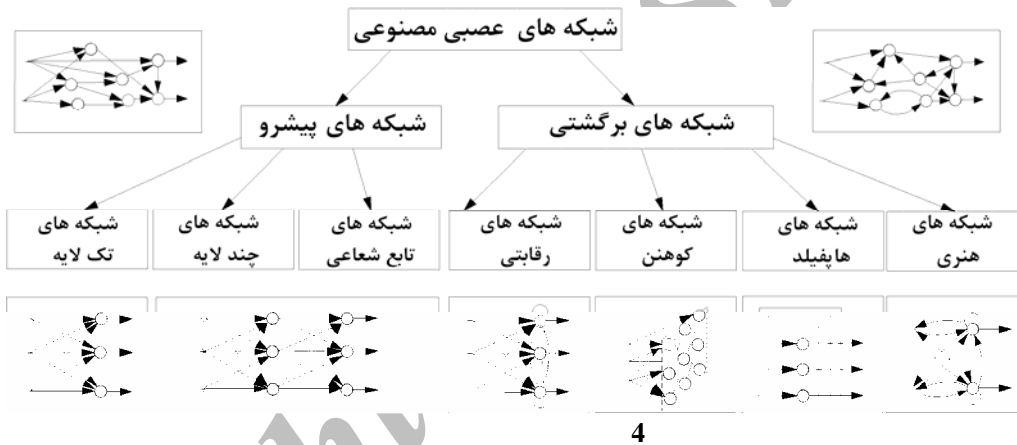 شبکه های عصبی مصنوعی
شبکه های برگشتی
شبکه های پیشرو
شبکه های
هنری
شبکه های
هاپفیلد
شبکه های
کوهنن
شبکه های
رقابتی
شبکه های
تابع شعاعی
شبکه های
چند لایه
شبکه های
تک لایه
4